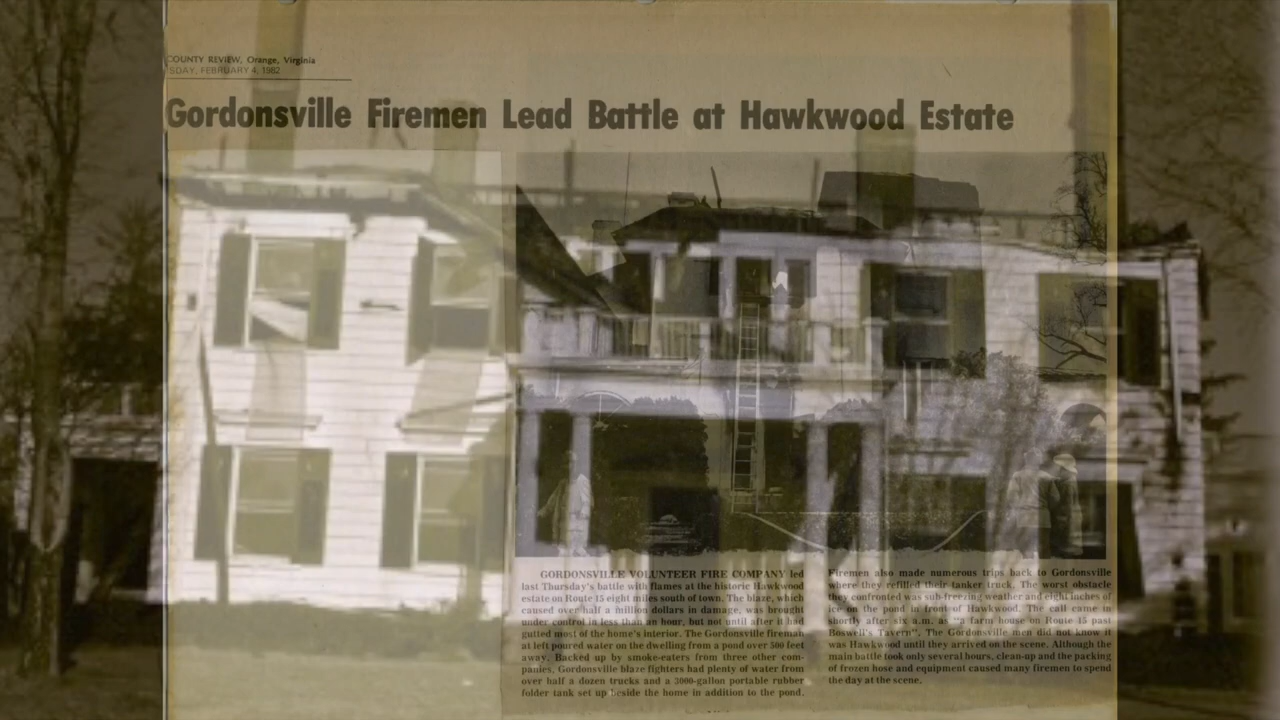 COUNTY REVIEW, Orange, Virginia
SDAY, FEBRUARY 4, 1982
Gordonsville Firemen Lead Battle at Hawkwood Estate
GORDONSVILLE VOLUNTEER FIRE COMPANY led
last Thursday's battle with flames at the historic Hawkwood
estate on Route 15 eight miles south of town. The blaze, which
caused over half a million dollars in damage, was brought
under control in less than an hour, but not until after it had
gutted most of the home's interior. The Gordonsville fireman
at left poured water on the dwelling from a pond over 500 feet
away. Backed up by smoke-eaters from three other com-
panies, Gordonsville blaze fighters had plenty of water from
over half a dozen trucks and a 3000-gallon portable rubber
folder tank set up beside the home in addition to the pond.
Firemen also made numerous trips back to Gordonsville
where they refilled their tanker truck. The worst obstacle
they confronted was sub-freezing weather and eight inches of
ice on the pond in front of Hawkwood. The call came in
shortly after six a.m. as "a farm house on Route 15 past
Boswell's Tavern". The Gordonsville men did not know it
was Hawkwood until they arrived on the scene. Although the
main battle took only several hours, clean-up and the packing
of frozen hose and equipment caused many firemen to spend
the day at the scene.